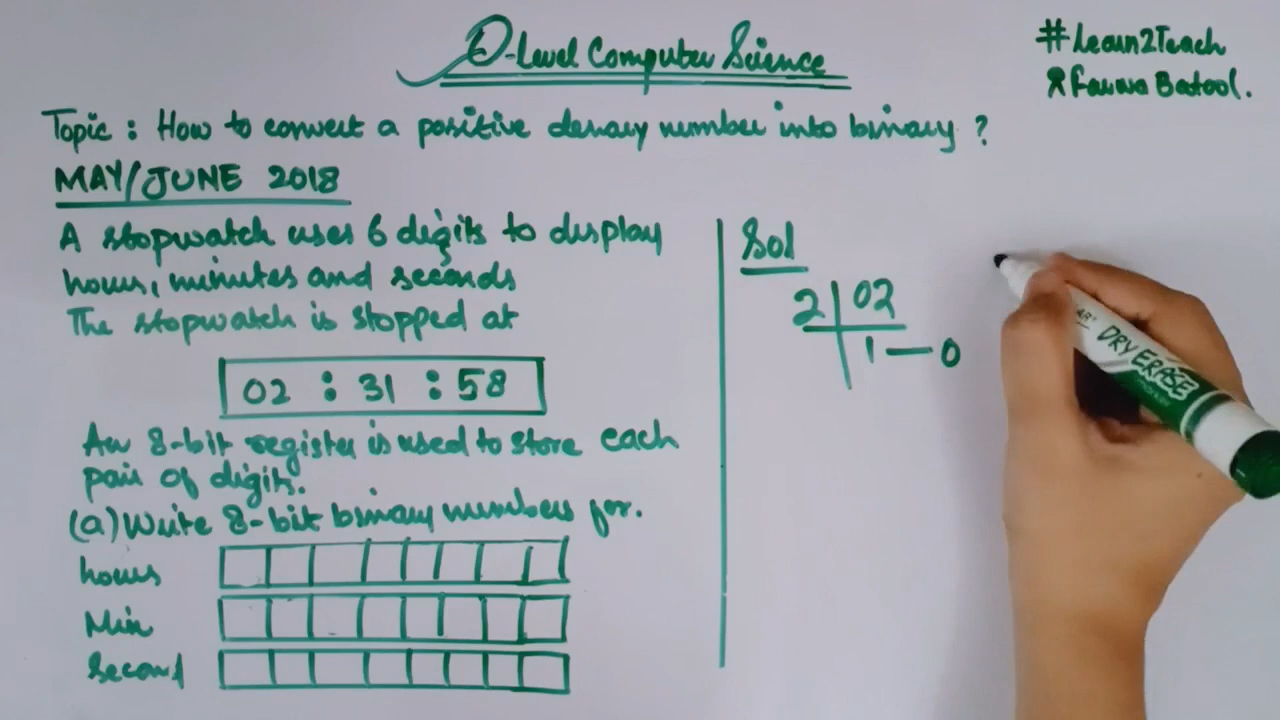 O-Level Computer Science
#Learn2Teach
Topic : How to convert a positive denary number into binary ?
MAY/JUNE 2018
A stopwatch uses 6 digits to display
hours, minutes and seconds
The stopwatch is stopped at
02 : 31 : 58
An 8-bit register is used to store each
pair of digits.
(a) Write 8-bit binary numbers for.
hours
Min
Second
Sol
2 02
1 — 0
DRY ERASE